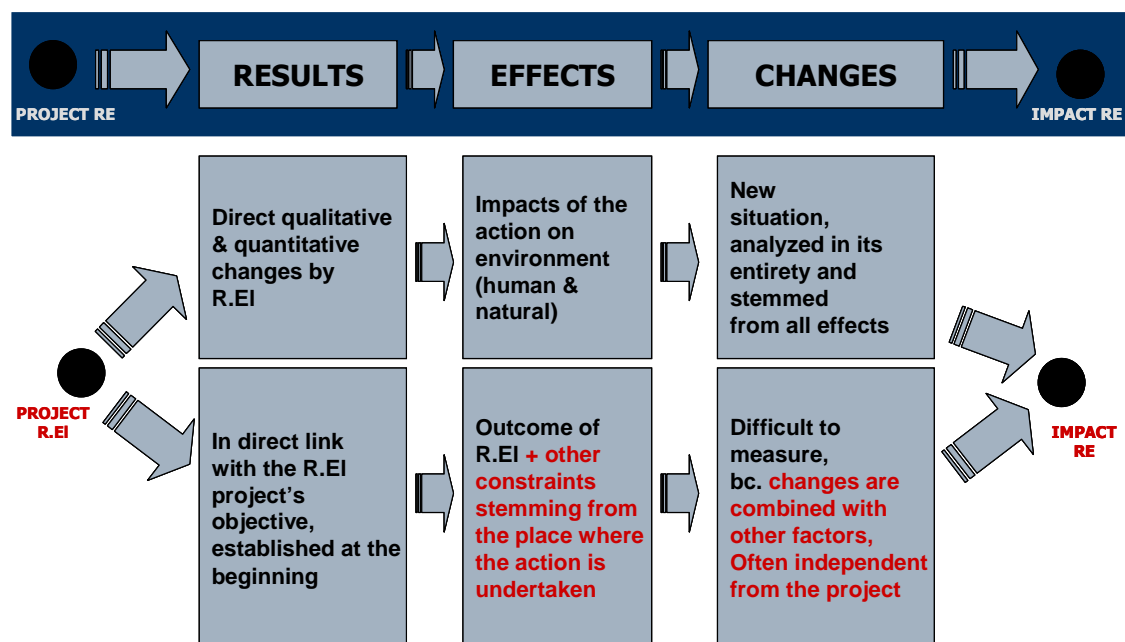 RESULTS
EFFECTS
CHANGES
PROJECT RE
IMPACT RE
Direct qualitative
& quantitative
changes by
R.EI
Impacts of the
action on
environment
(human &
natural)
New
situation,
analyzed in its
entirety and
stemmed
from all effects
PROJECT
R.EI
In direct link
with the R.EI
project's
objective,
established at the
beginning
Outcome of
R.EI + other
constraints
stemming from
the place where
the action is
undertaken
Difficult to
measure,
bc. changes are
combined with
other factors,
Often independent
from the project
IMPACT
RE